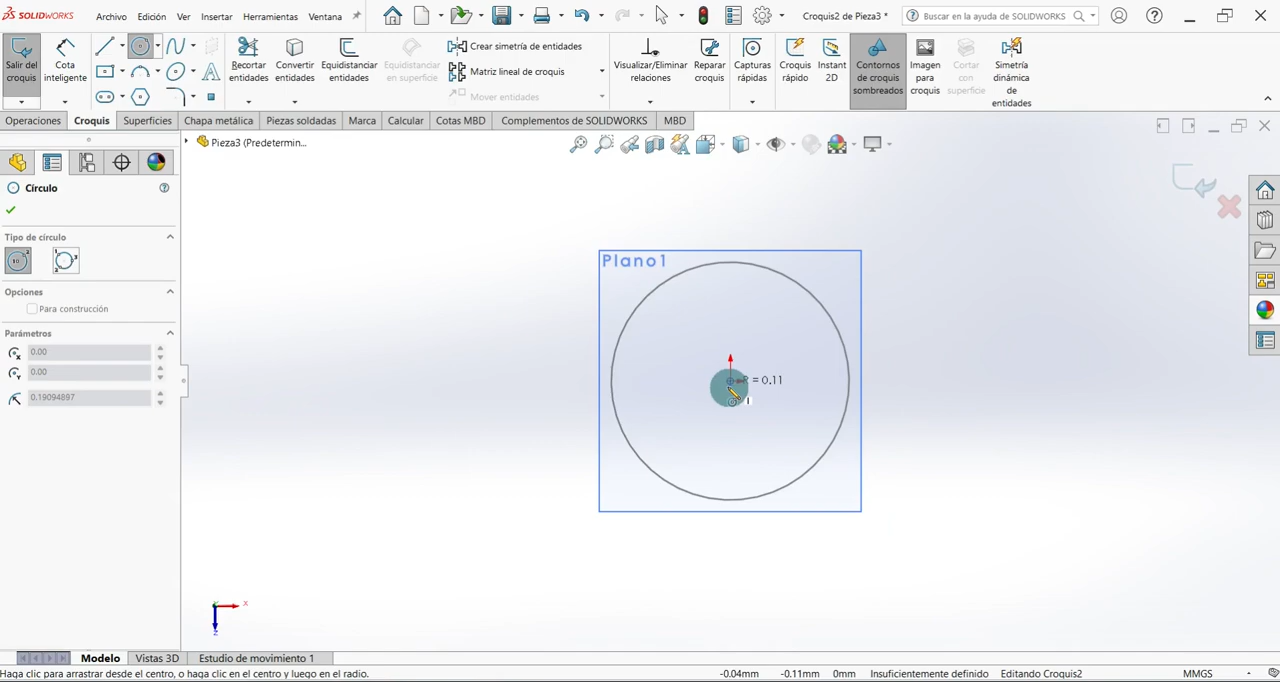 SOLIDWORKS Archivo Edición Ver Insertar Herramientas Ventana Croquis2 de Pieza3 * Buscar en la ayuda de SOLIDWORKS
Salir del croquis
Cota inteligente
Recortar entidades
Convertir entidades
Equidistanciar entidades
Equidistanciar en superficie
Crear simetría de entidades
Matriz lineal de croquis
Mover entidades
Visualizar/Eliminar relaciones
Reparar croquis
Capturas rápidas
Croquis rápido
Instant 2D
Contornos de croquis sombreados
Imagen para croquis
Cortar con superficie
Simetría dinámica de entidades
Operaciones Croquis Superficies Chapa metálica Piezas soldadas Marca Calcular Cotas MBD Complementos de SOLIDWORKS MBD
Pieza3 (Predetermin...
Círculo
Tipo de círculo
Opciones
Para construcción
Parámetros
0.00
0.00
0.19094897
Plano1
R = 0.11
x
z
Modelo Vistas 3D Estudio de movimiento 1
Haga clic para arrastrar desde el centro, o haga clic en el centro y luego en el radio. -0.04mm -0.11mm 0mm Insuficientemente definido Editando Croquis2 MMGS